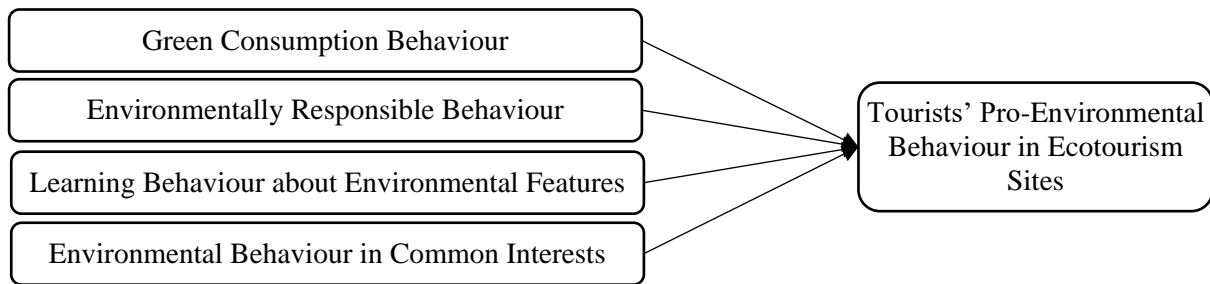 Green Consumption Behaviour
Environmentally Responsible Behaviour
Learning Behaviour about Environmental Features
Environmental Behaviour in Common Interests
Tourists’ Pro-Environmental
Behaviour in Ecotourism
Sites